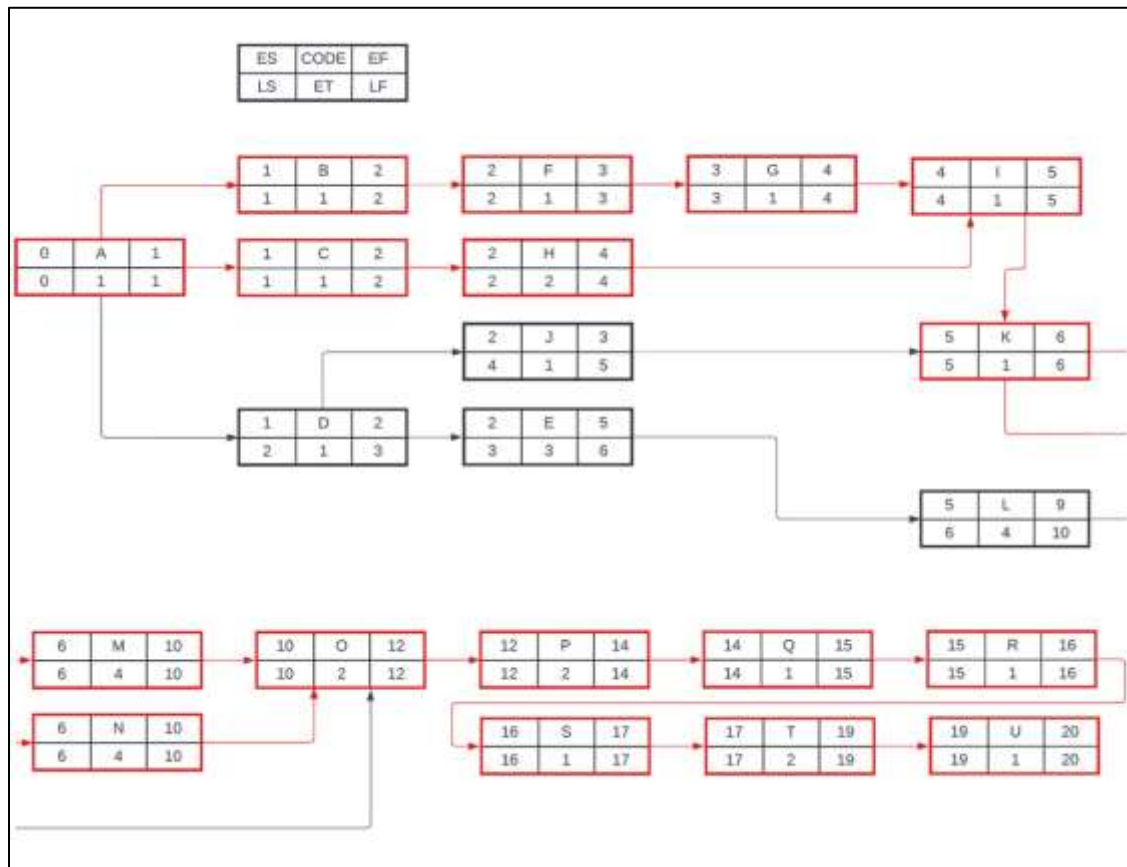 ES CODE EF
LS ET LF
1 B 2
1 1 2
2 F 3
2 1 3
3 G 4
3 1 4
4 I 5
4 1 5
0 A 1
0 1 1
1 C 2
1 1 2
2 H 4
2 2 4
2 J 3
4 1 5
5 K 6
5 1 6
1 D 2
2 1 3
2 E 5
3 3 6
5 L 9
6 4 10
6 M 10
6 4 10
10 O 12
10 2 12
12 P 14
12 2 14
14 Q 15
14 1 15
15 R 16
15 1 16
6 N 10
6 4 10
16 S 17
16 1 17
17 T 19
17 2 19
19 U 20
19 1 20